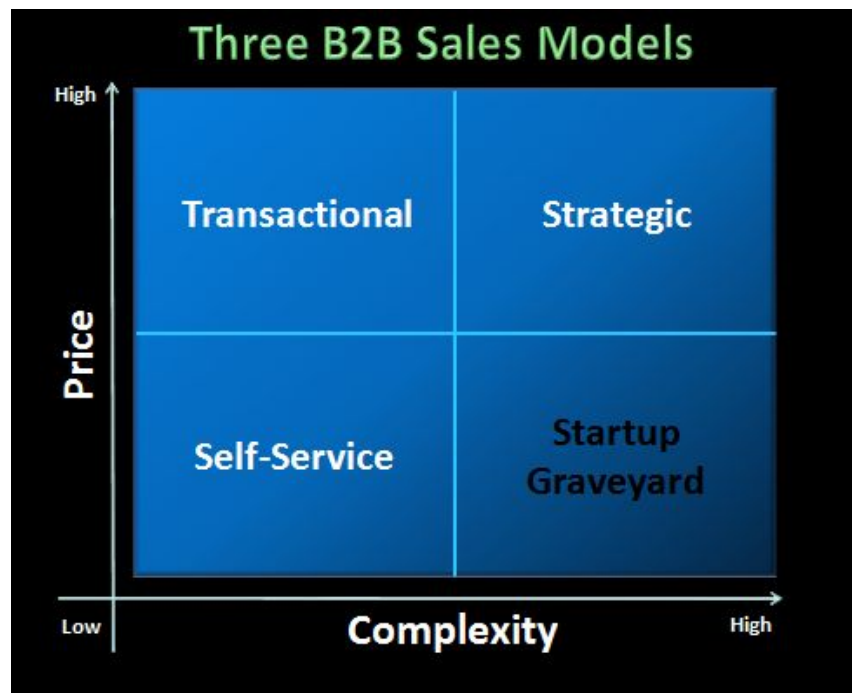 Three B2B Sales Models
High
Transactional
Strategic
Price
Self-Service
Startup
Graveyard
Low
Complexity
High